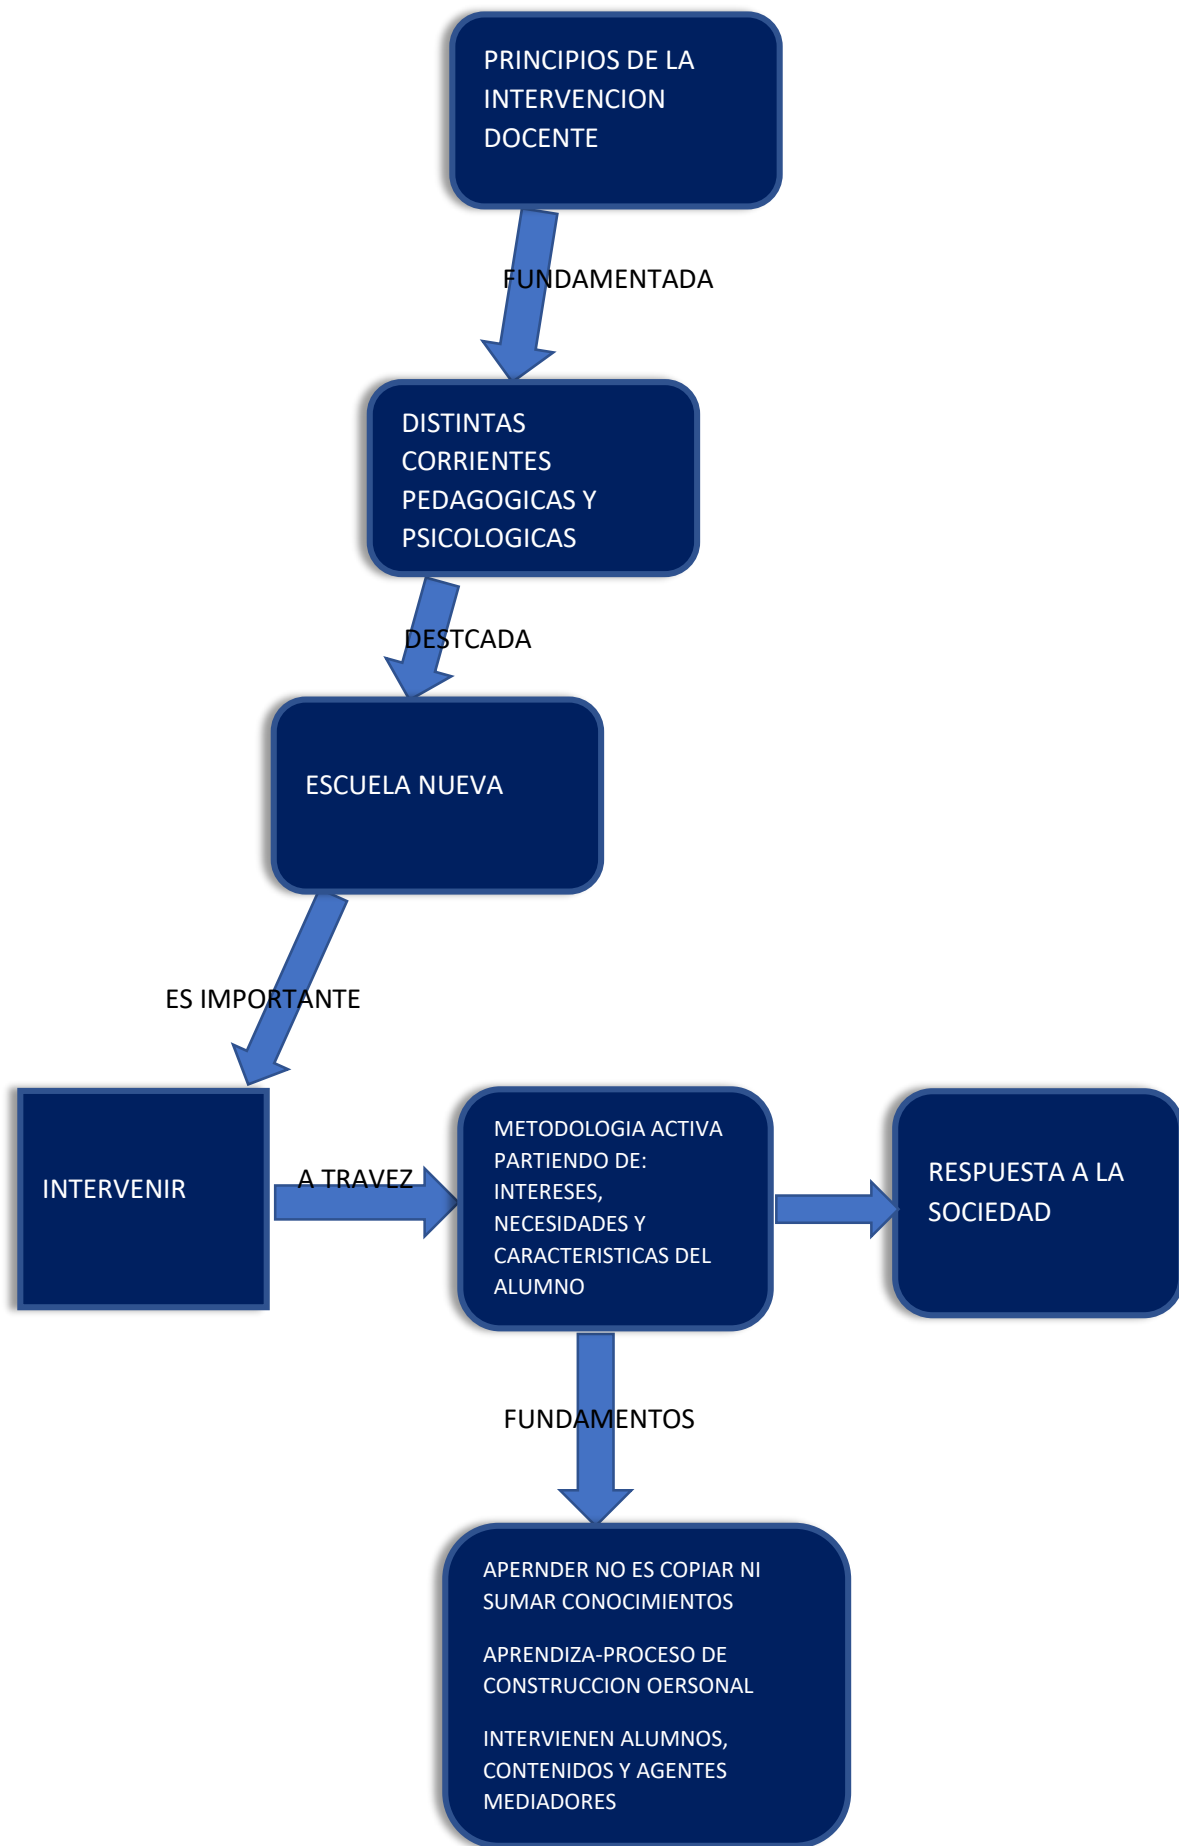 PRINCIPIOS DE LA
INTERVENCION
DOCENTE
FUNDAMENTADA
DISTINTAS
CORRIENTES
PEDAGOGICAS Y
PSICOLOGICAS
DESTCADA
ESCUELA NUEVA
ES IMPORTANTE
INTERVENIR
A TRAVEZ
METODOLOGIA ACTIVA
PARTIENDO DE:
INTERESES,
NECESIDADES Y
CARACTERISTICAS DEL
ALUMNO
RESPUESTA A LA
SOCIEDAD
FUNDAMENTOS
APERNDER NO ES COPIAR NI
SUMAR CONOCIMIENTOS
APRENDIZA-PROCESO DE
CONSTRUCCION OERSONAL
INTERVIENEN ALUMNOS,
CONTENIDOS Y AGENTES
MEDIADORES